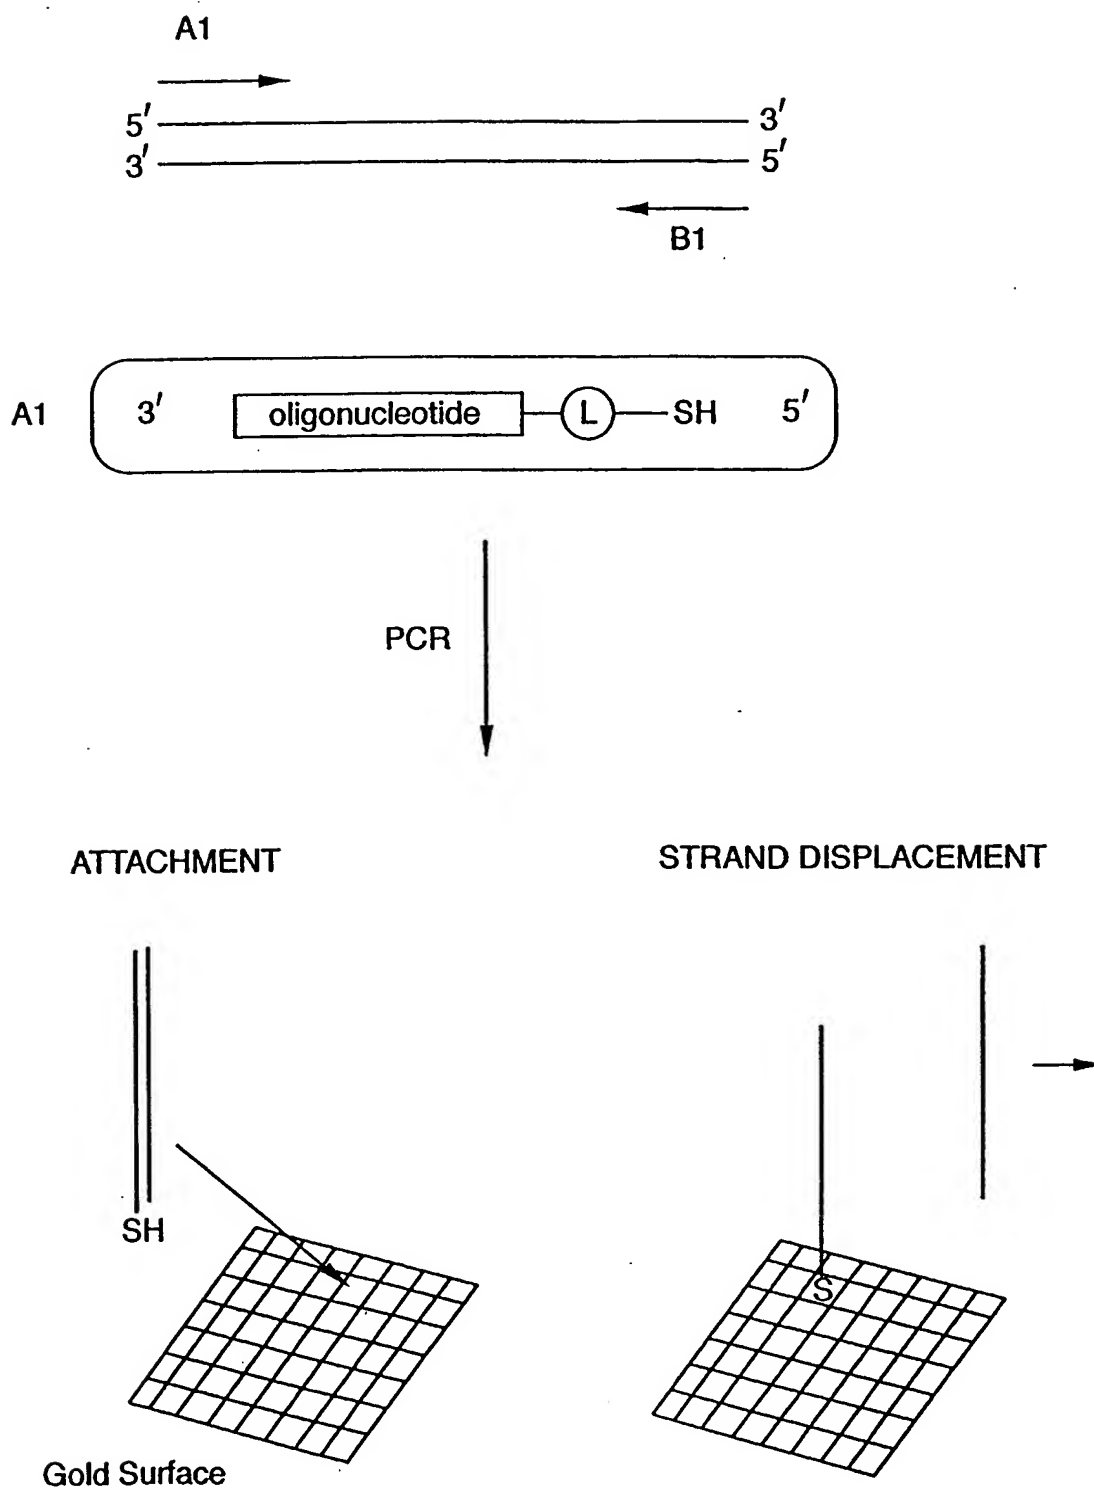 A1
5' 3'
3' 5'
B1
A1 3' oligonucleotide L SH 5'
PCR
ATTACHMENT STRAND DISPLACEMENT
SH
S
Gold Surface